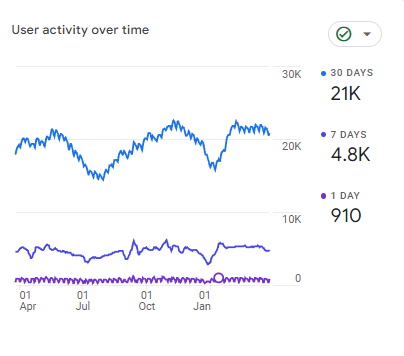 User activity over time
30K
20K
10K
0
01
Apr
01
Jul
01
Oct
01
Jan
30 DAYS
21K
7 DAYS
4.8K
1 DAY
910